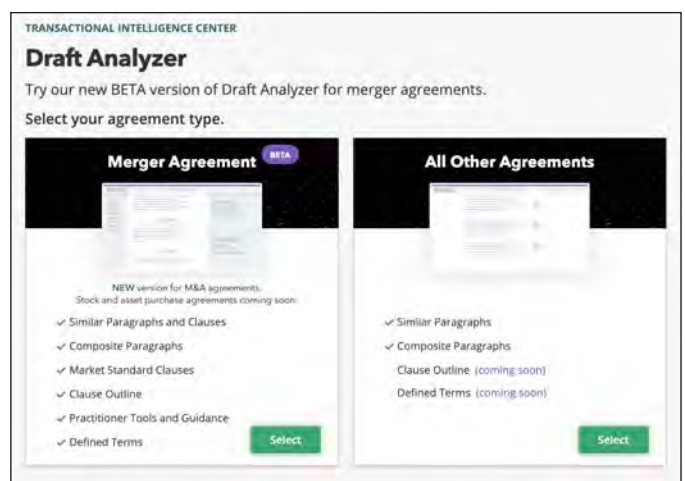 TRANSACTIONAL INTELLIGENCE CENTER
Draft Analyzer
Try our new BETA version of Draft Analyzer for merger agreements.
Select your agreement type.
Merger Agreement
BETA
NEW version for M&A agreements.
Stock and asset purchase agreements coming soon.
✓ Similar Paragraphs and Clauses
✓ Composite Paragraphs
✓ Market Standard Clauses
✓ Clause Outline
✓ Practitioner Tools and Guidance
✓ Defined Terms
Select
All Other Agreements
✓ Similar Paragraphs
✓ Composite Paragraphs
Clause Outline (coming soon)
Defined Terms (coming soon)
Select